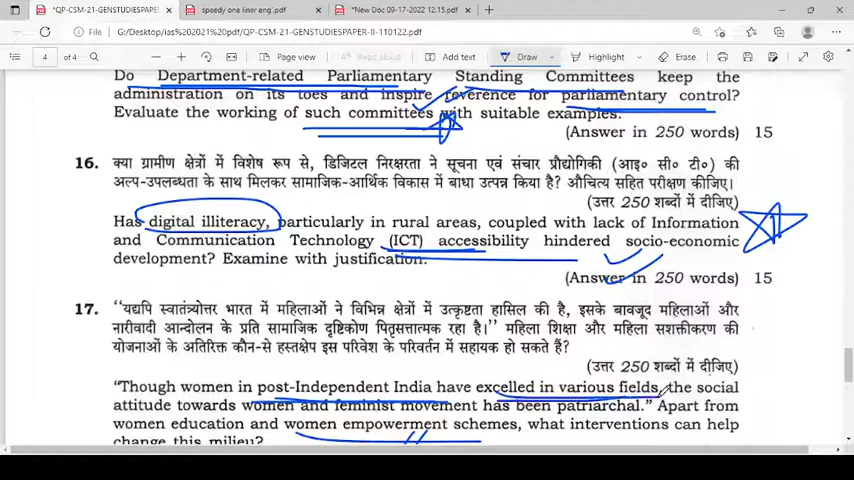 *QP-CSM-21-GENSTUDIESPAPER-II
speedy one liner eng'.pdf
*New Doc 09-17-2022 12.15.pdf
G:/Desktop/ias%202021%20pdf/QP-CSM-21-GENSTUDIESPAPER-II-110122.pdf
4 of 4
Page view
Read aloud
Add text
Draw
Highlight
Erase
Do Department-related Parliamentary Standing Committees keep the
administration on its toes and inspire reverence for parliamentary control?
Evaluate the working of such committees with suitable examples.
(Answer in 250 words) 15
16. क्या ग्रामीण क्षेत्रों में विशेष रूप से, डिजिटल निरक्षरता ने सूचना एवं संचार प्रौद्योगिकी (आइ० सी० टी०) की
अल्प-उपलब्धता के साथ मिलकर सामाजिक-आर्थिक विकास में बाधा उत्पन्न किया है? औचित्य सहित परीक्षण कीजिए।
(उत्तर 250 शब्दों में दीजिए)
Has digital illiteracy, particularly in rural areas, coupled with lack of Information
and Communication Technology (ICT) accessibility hindered socio-economic
development? Examine with justification.
(Answer in 250 words) 15
17. “यद्यपि स्वातंत्र्योत्तर भारत में महिलाओं ने विभिन्न क्षेत्रों में उत्कृष्टता हासिल की है, इसके बावजूद महिलाओं और
नारीवादी आन्दोलन के प्रति सामाजिक दृष्टिकोण पितृसत्तात्मक रहा है।” महिला शिक्षा और महिला सशक्तीकरण की
योजनाओं के अतिरिक्त कौन-से हस्तक्षेप इस परिवेश के परिवर्तन में सहायक हो सकते हैं?
(उत्तर 250 शब्दों में दीजिए)
“Though women in post-Independent India have excelled in various fields, the social
attitude towards women and feminist movement has been patriarchal.” Apart from
women education and women empowerment schemes, what interventions can help
change this milieu?